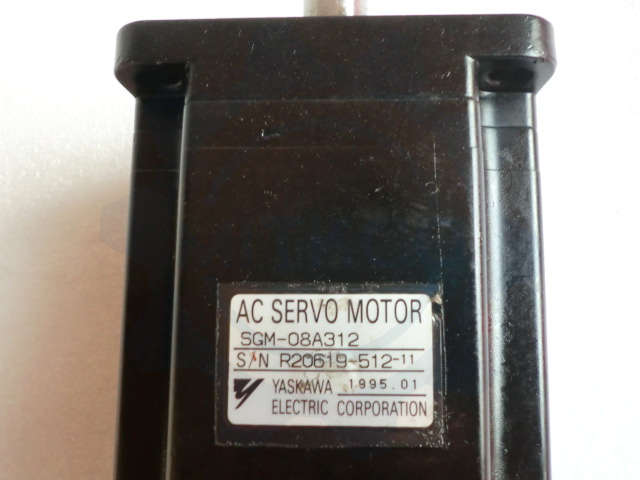 AC SERVO MOTOR
SGM-08A312
S/N R20619-512-11
YASKAWA 1995.01
ELECTRIC CORPORATION